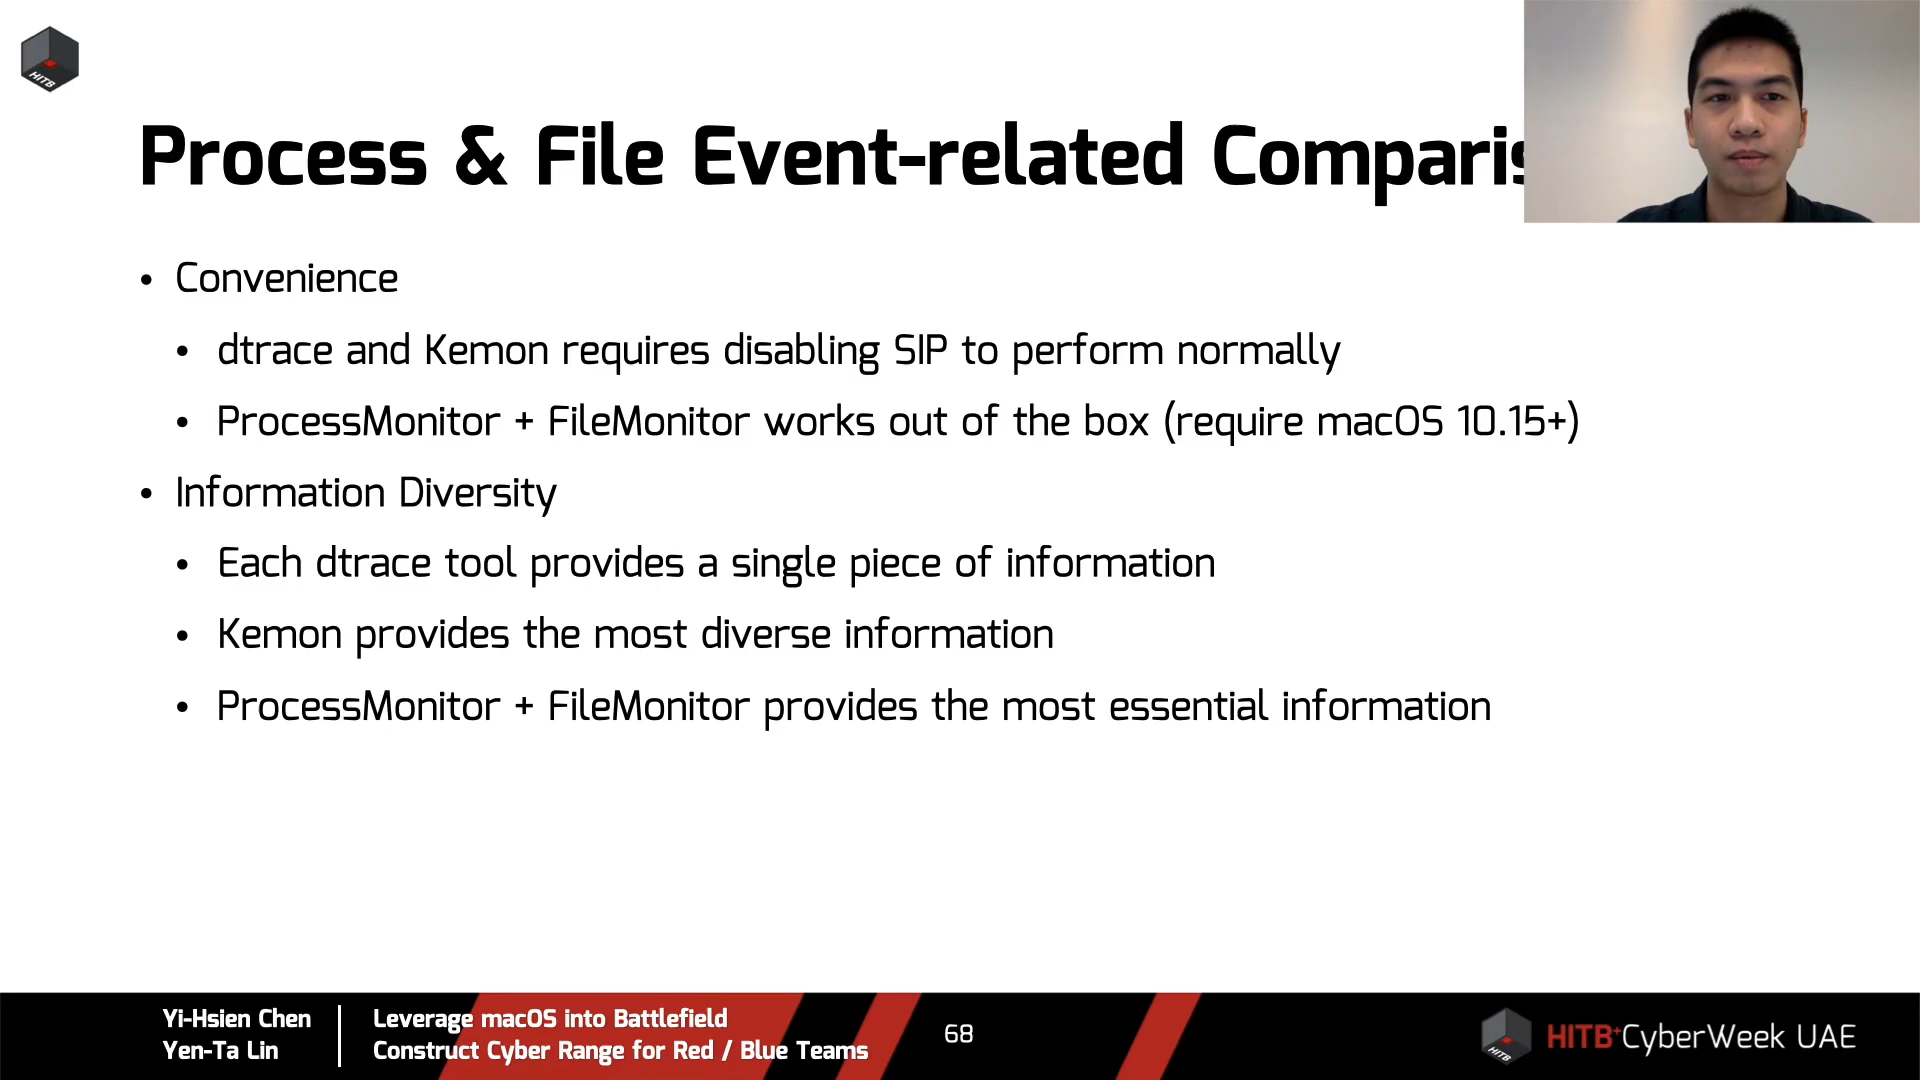 HITB
Process & File Event-related Comparis
• Convenience
• dtrace and Kemon requires disabling SIP to perform normally
• ProcessMonitor + FileMonitor works out of the box (require macOS 10.15+)
• Information Diversity
• Each dtrace tool provides a single piece of information
• Kemon provides the most diverse information
• ProcessMonitor + FileMonitor provides the most essential information
Yi-Hsien Chen
Yen-Ta Lin
Leverage macOS into Battlefield
Construct Cyber Range for Red / Blue Teams
68
HITB
HITB+CyberWeek UAE